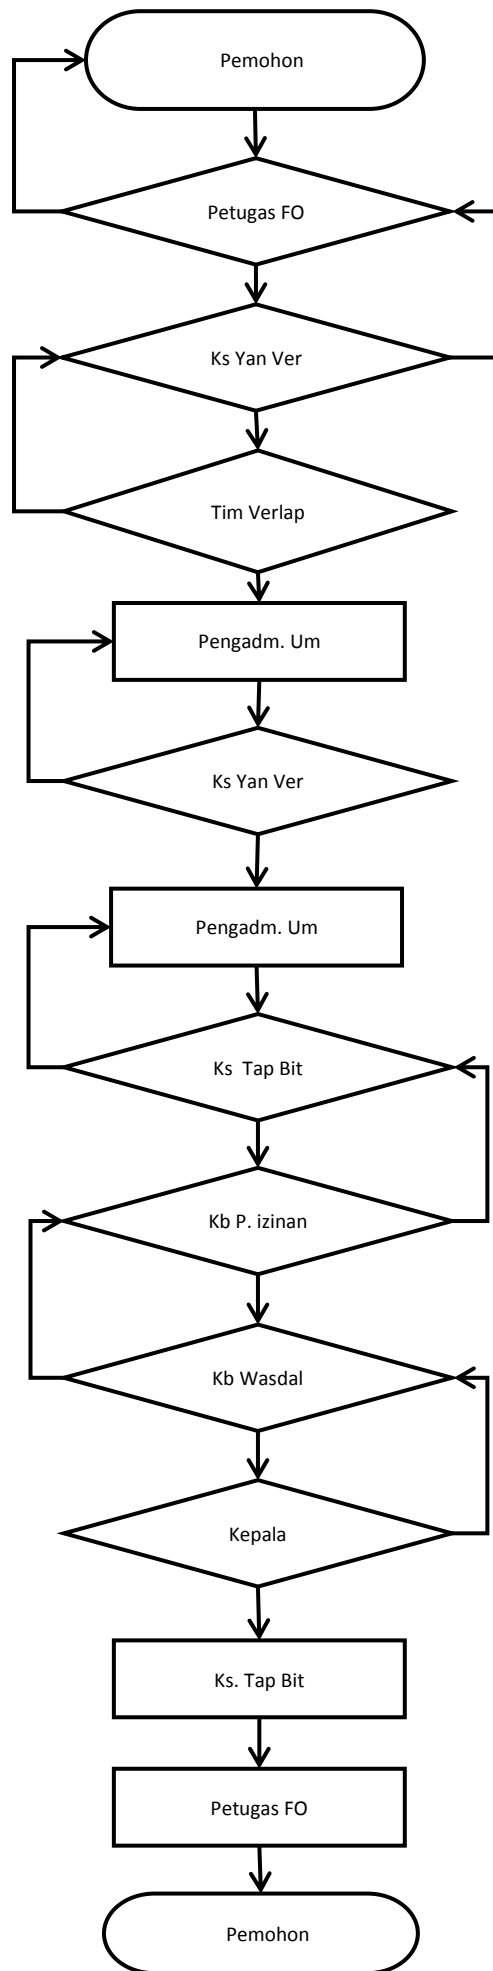 Pemohon
Petugas FO
Ks Yan Ver
Tim Verlap
Pengadm. Um
Ks Yan Ver
Pengadm. Um
Ks  Tap Bit
Kb P. izinan
Kb Wasdal
Kepala
Ks. Tap Bit
Petugas FO
Pemohon